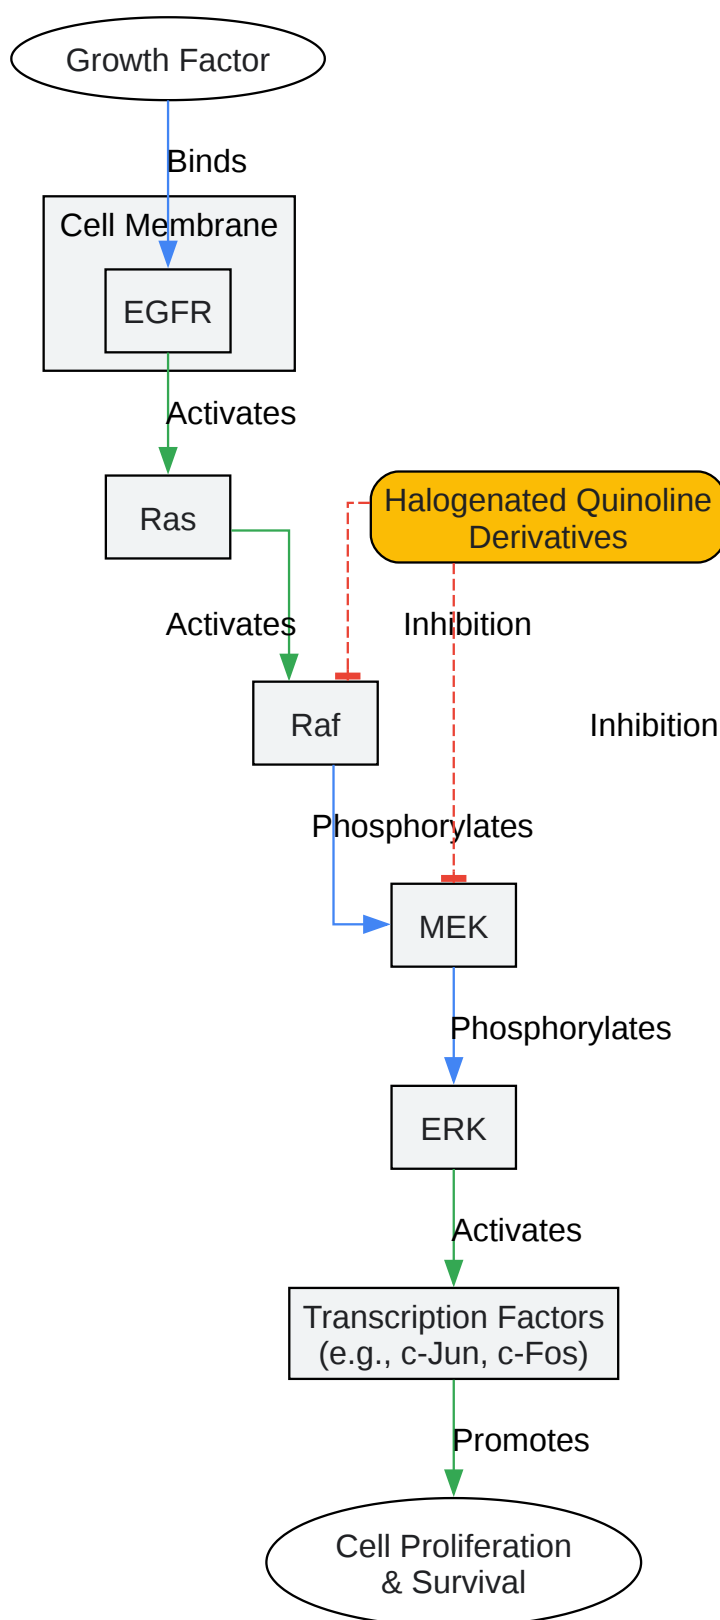 Growth Factor
Binds
Cell Membrane
EGFR
Activates
Halogenated Quinoline
Derivatives
Ras
Activates
Inhibition
Raf
Inhibition
Phosphorylates
MEK
Phosphorylates
ERK
Activates
Transcription Factors
(e.g., c-Jun, c-Fos)
Promotes
Cell Proliferation
& Survival